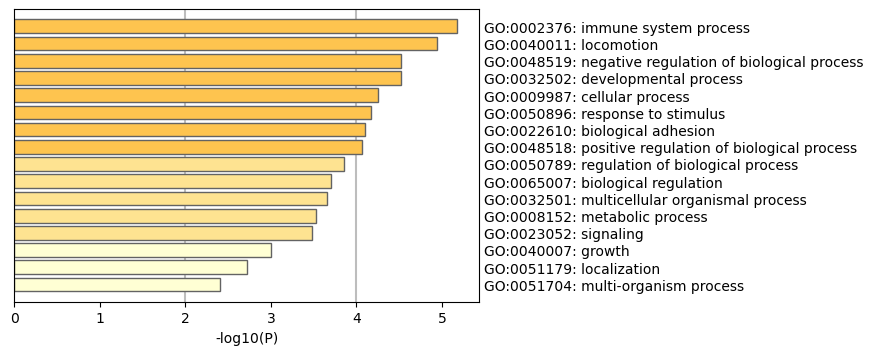 GO:0002376: immune system process
GO:0040011: locomotion
GO:0048519: negative regulation of biological process
GO:0032502: developmental process
GO:0009987: cellular process
GO:0050896: response to stimulus
GO:0022610: biological adhesion
GO:0048518: positive regulation of biological process
GO:0050789: regulation of biological process
GO:0065007: biological regulation
GO:0032501: multicellular organismal process
GO:0008152: metabolic process
GO:0023052: signaling
GO:0040007: growth
GO:0051179: localization
GO:0051704: multi-organism process
0 1 2 3 4 5
-log10(P)